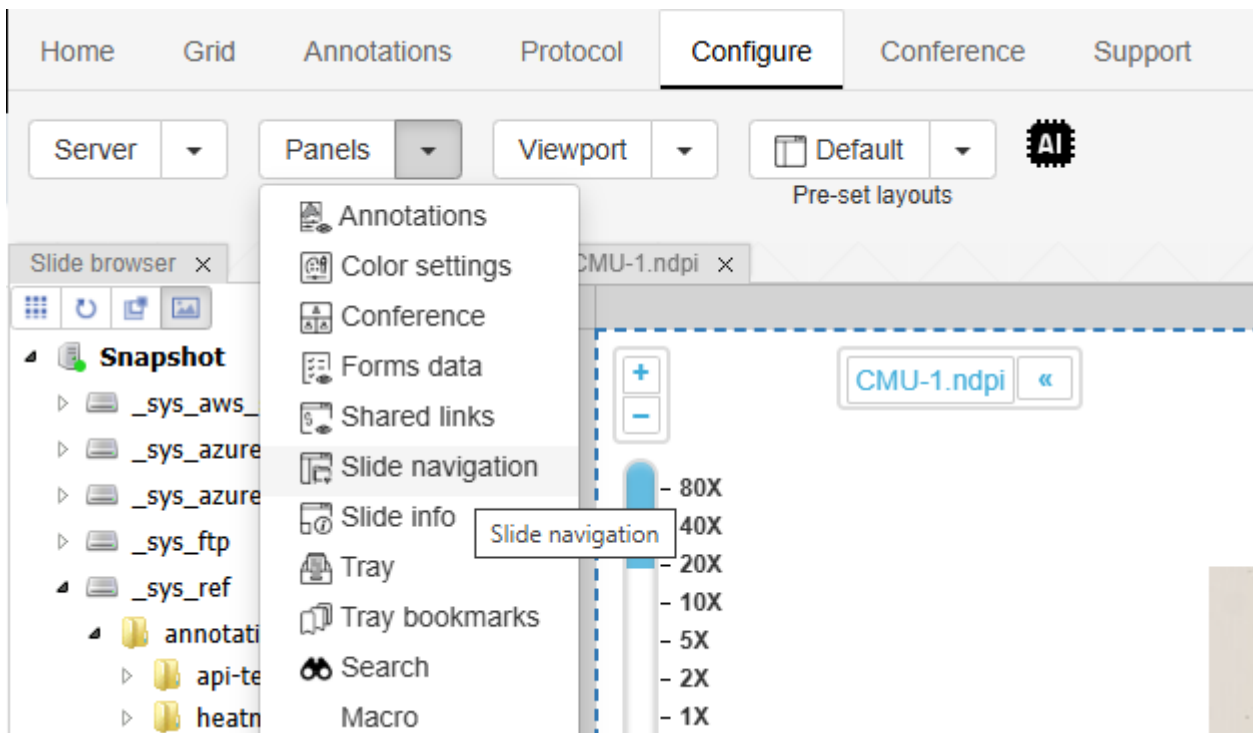 Home Grid Annotations Protocol Configure Conference Support
Server Panels Viewport Default AI
Pre-set layouts
Annotations
Slide browser CMU-1.ndpi
Color settings
Conference
Snapshot
Forms data
CMU-1.ndpi «
_sys_aws_
Shared links
_sys_azure
Slide navigation
80X
_sys_azure
Slide info
Slide navigation
40X
_sys_ftp
Tray
20X
_sys_ref
10X
Tray bookmarks
annotati
5X
Search
api-te
2X
Macro
heatm
1X